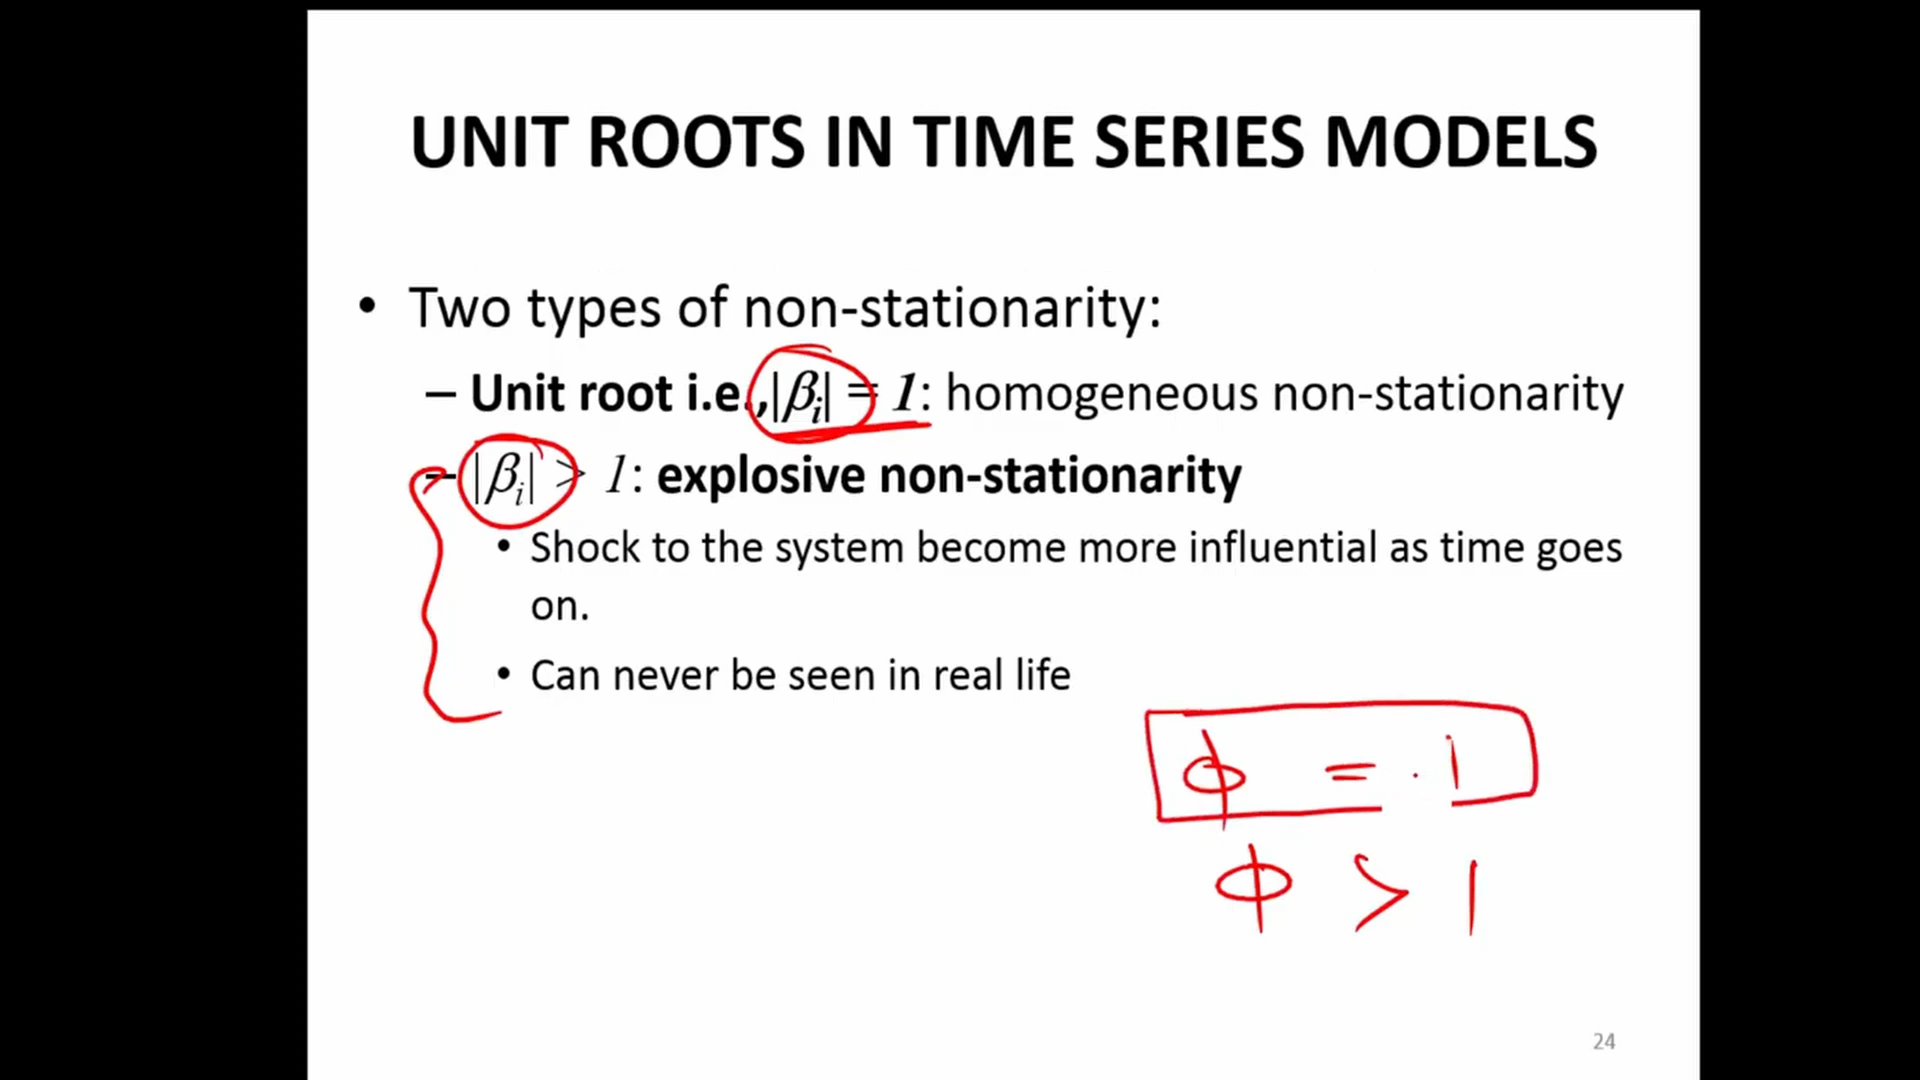 UNIT ROOTS IN TIME SERIES MODELS
• Two types of non-stationarity:
– Unit root i.e.,|βi| = 1: homogeneous non-stationarity
– |βi| > 1: explosive non-stationarity
• Shock to the system become more influential as time goes
on.
• Can never be seen in real life
ϕ = 1
ϕ > 1
24